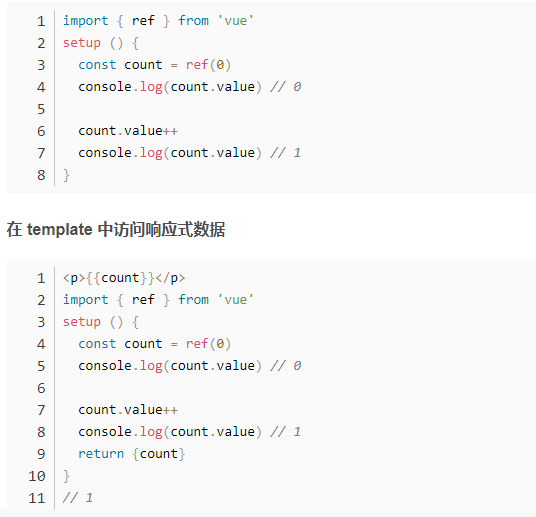 1 import { ref } from 'vue'
2 setup () {
3   const count = ref(0)
4   console.log(count.value) // 0
5
6   count.value++
7   console.log(count.value) // 1
8 }
在 template 中访问响应式数据
1 <p>{{count}}</p>
2 import { ref } from 'vue'
3 setup () {
4   const count = ref(0)
5   console.log(count.value) // 0
6
7   count.value++
8   console.log(count.value) // 1
9   return {count}
10 }
11 // 1